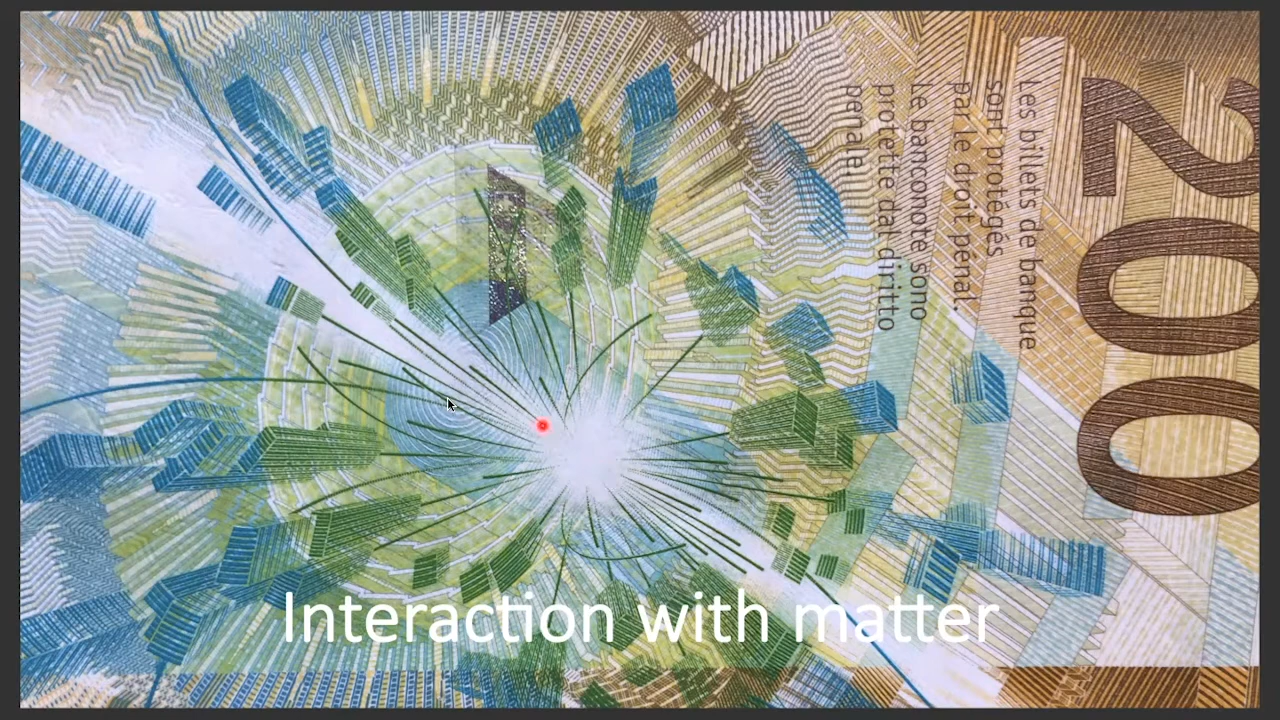 Les billets de banque
sont protégés
par le droit pénal.
Le banconote sono
protette dal diritto
penale.
200
Interaction with matter